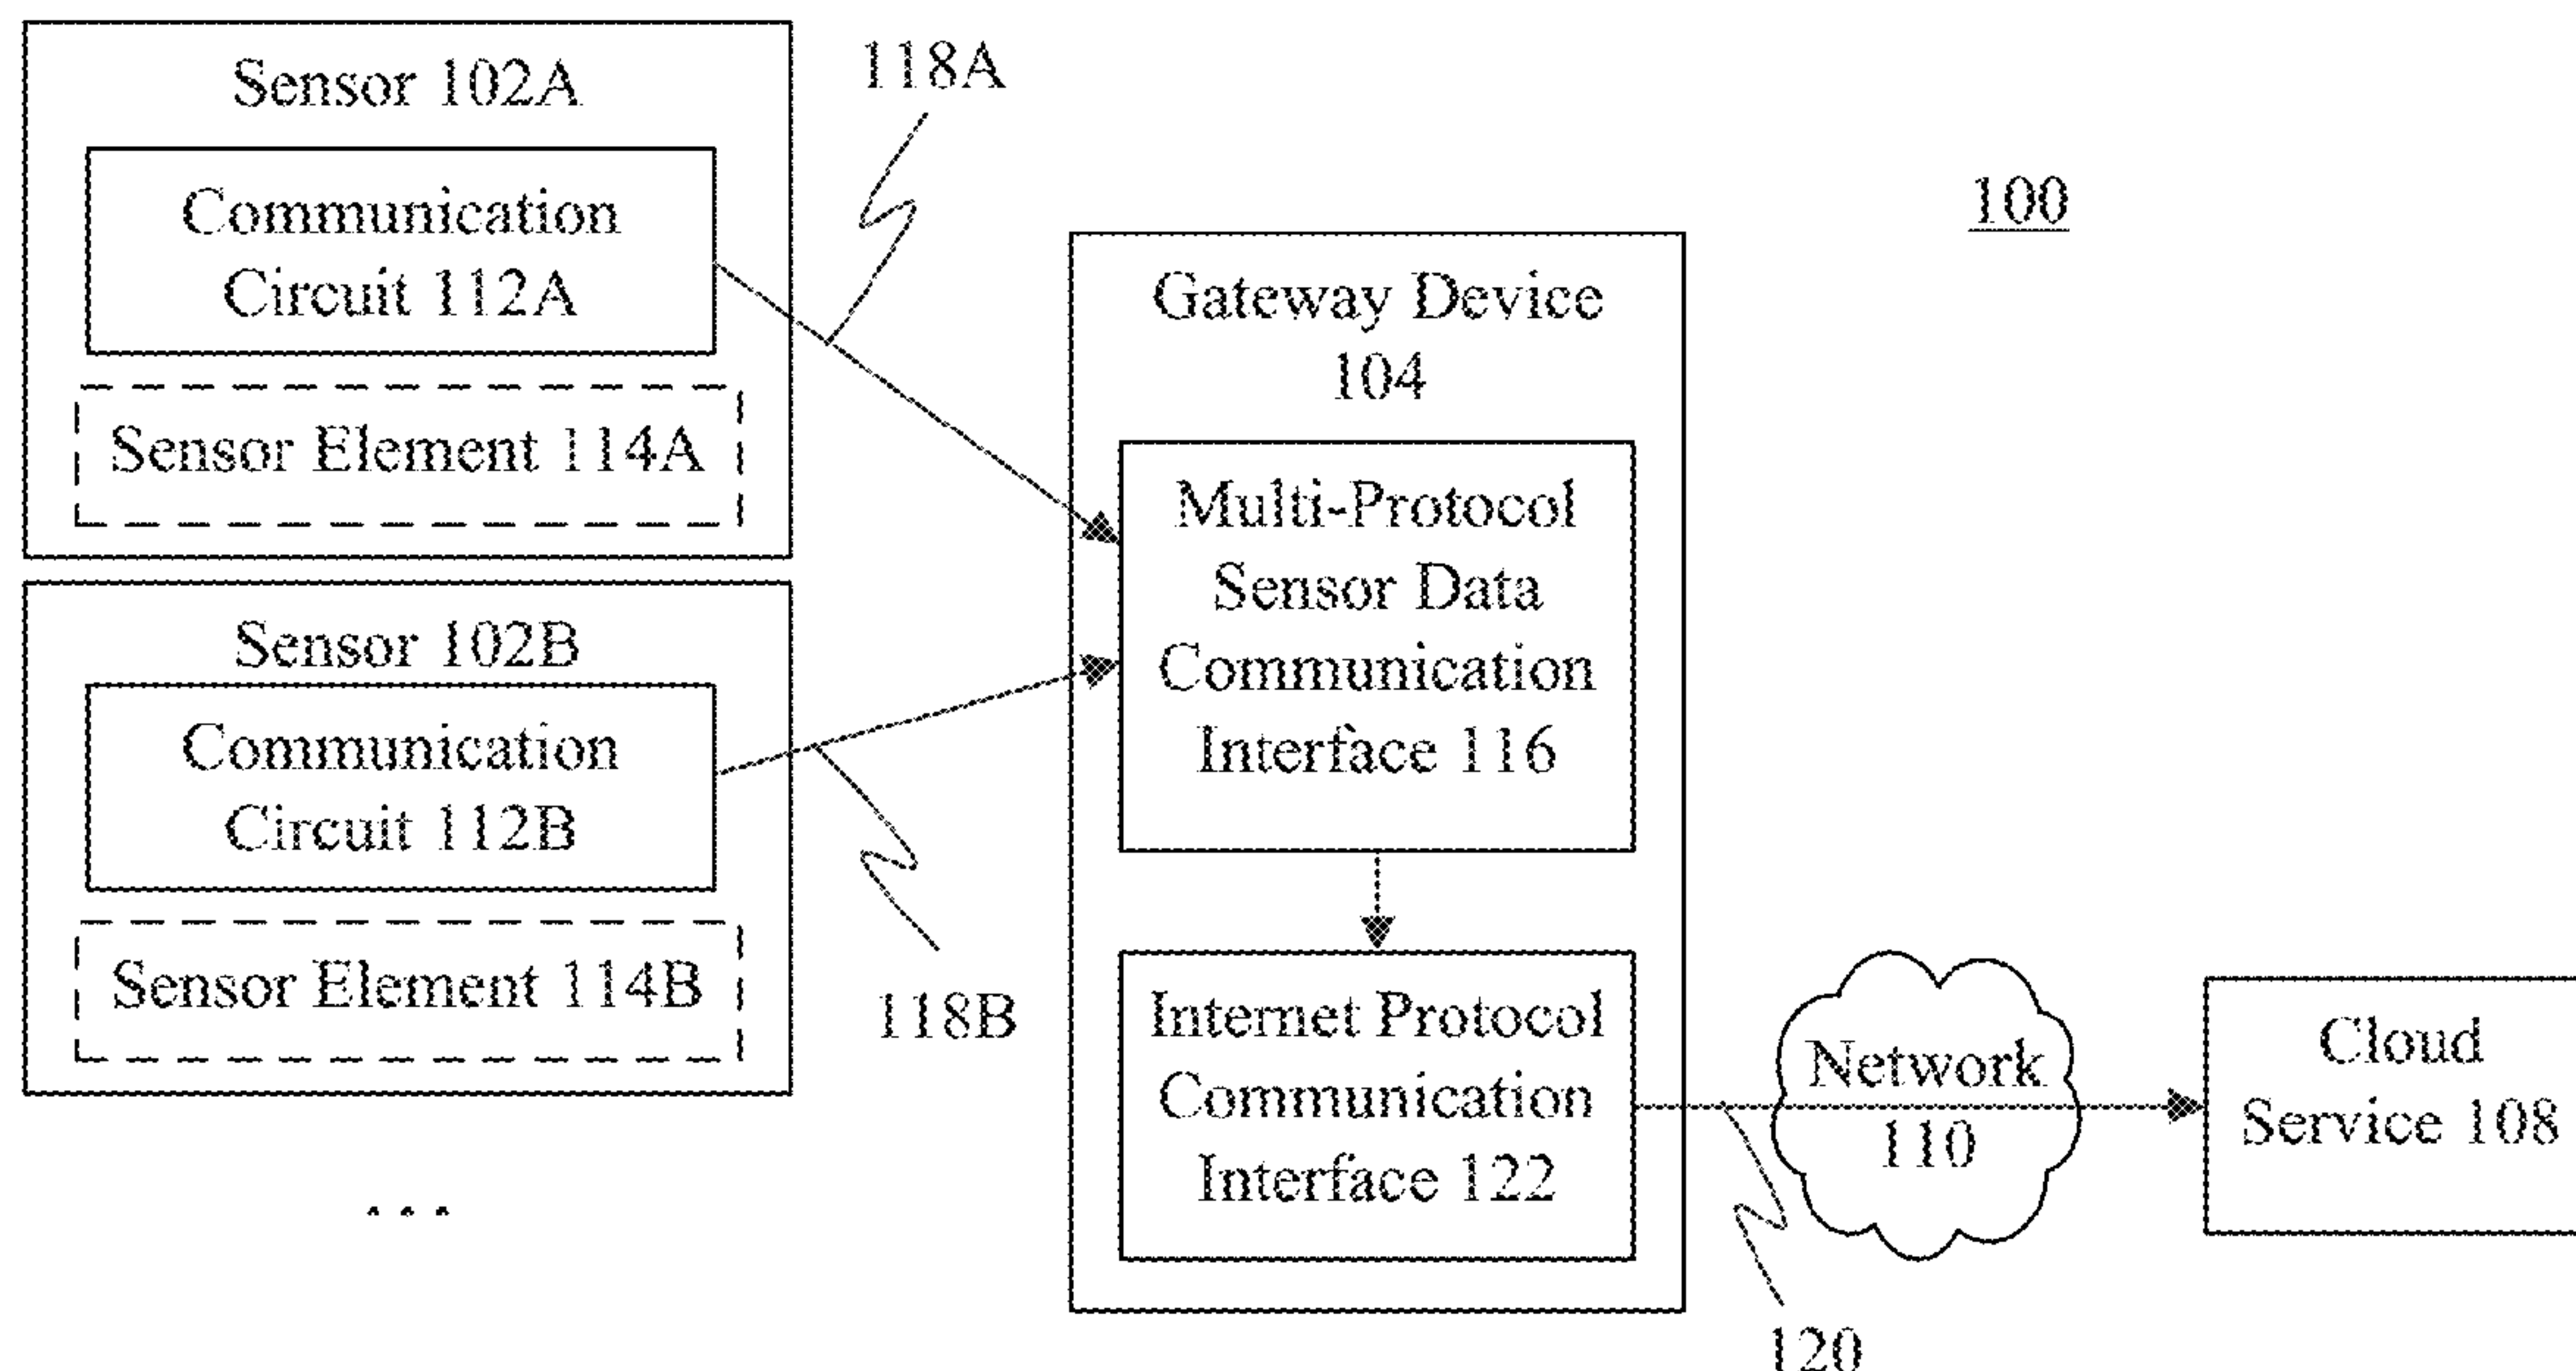 Sensor 102A
Communication
Circuit 112A
Sensor Element 114A
118A
100
Sensor 102B
Communication
Circuit 112B
Sensor Element 114B
118B
...
Gateway Device
104
Multi-Protocol
Sensor Data
Communication
Interface 116
Internet Protocol
Communication
Interface 122
Network
110
120
Cloud
Service 108